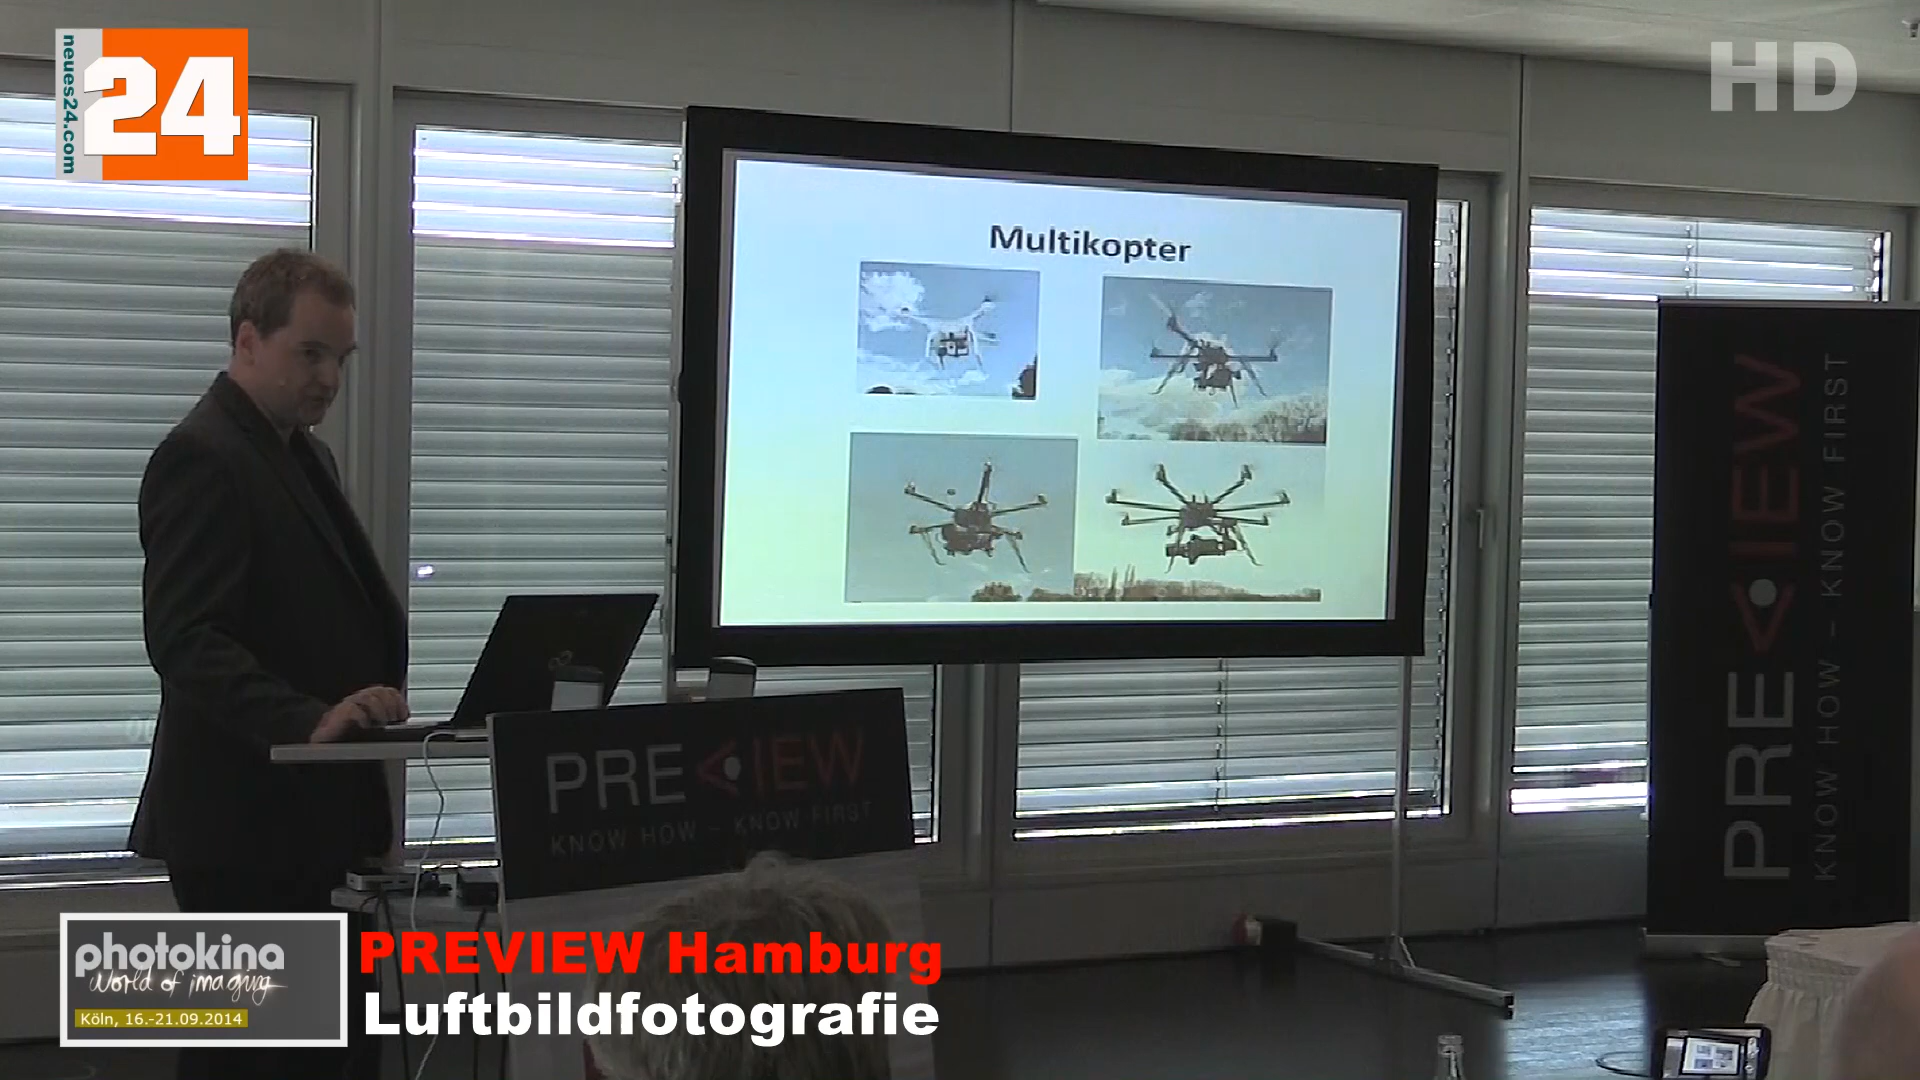 neues24.com
24
HD
Multikopter
PREVIEW
KNOW HOW – KNOW FIRST
PREVIEW
KNOW HOW – KNOW FIRST
photokina
world of imaging
Köln, 16.-21.09.2014
PREVIEW Hamburg
Luftbildfotografie